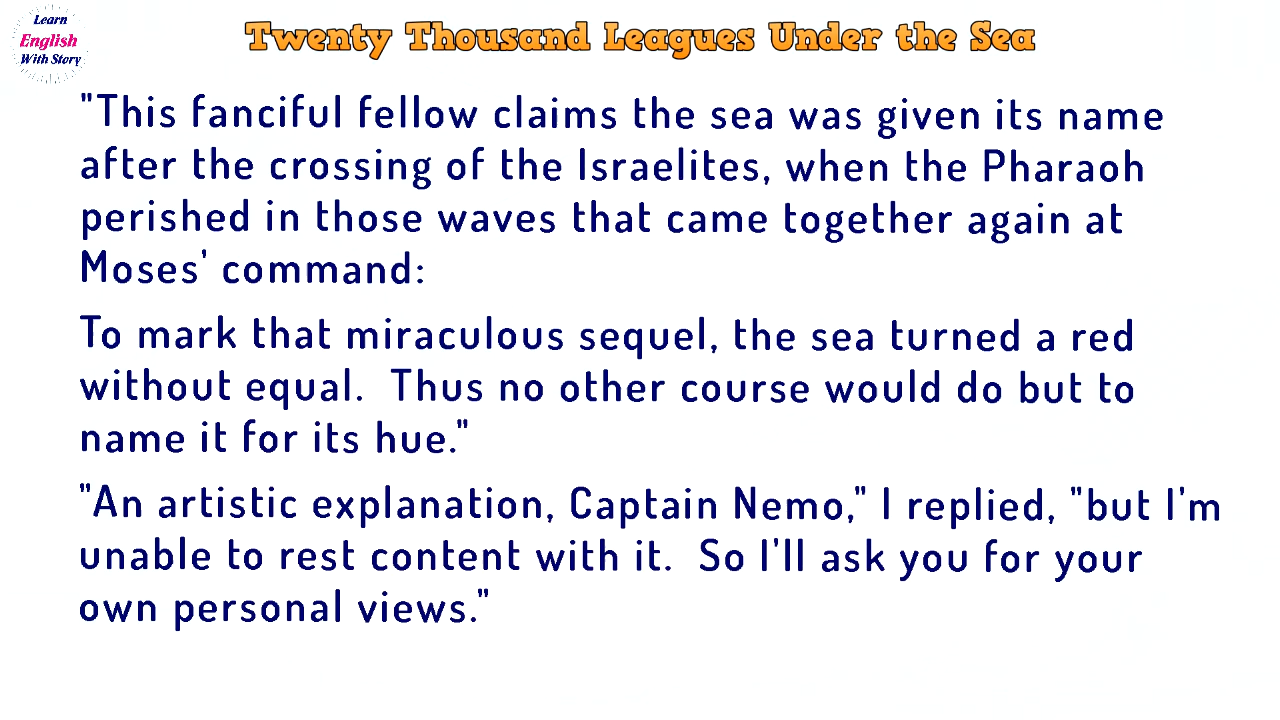 Learn
English
With Story
Twenty Thousand Leagues Under the Sea
"This fanciful fellow claims the sea was given its name
after the crossing of the Israelites, when the Pharaoh
perished in those waves that came together again at
Moses' command:
To mark that miraculous sequel, the sea turned a red
without equal.  Thus no other course would do but to
name it for its hue."
"An artistic explanation, Captain Nemo," I replied, "but I'm
unable to rest content with it.  So I'll ask you for your
own personal views."